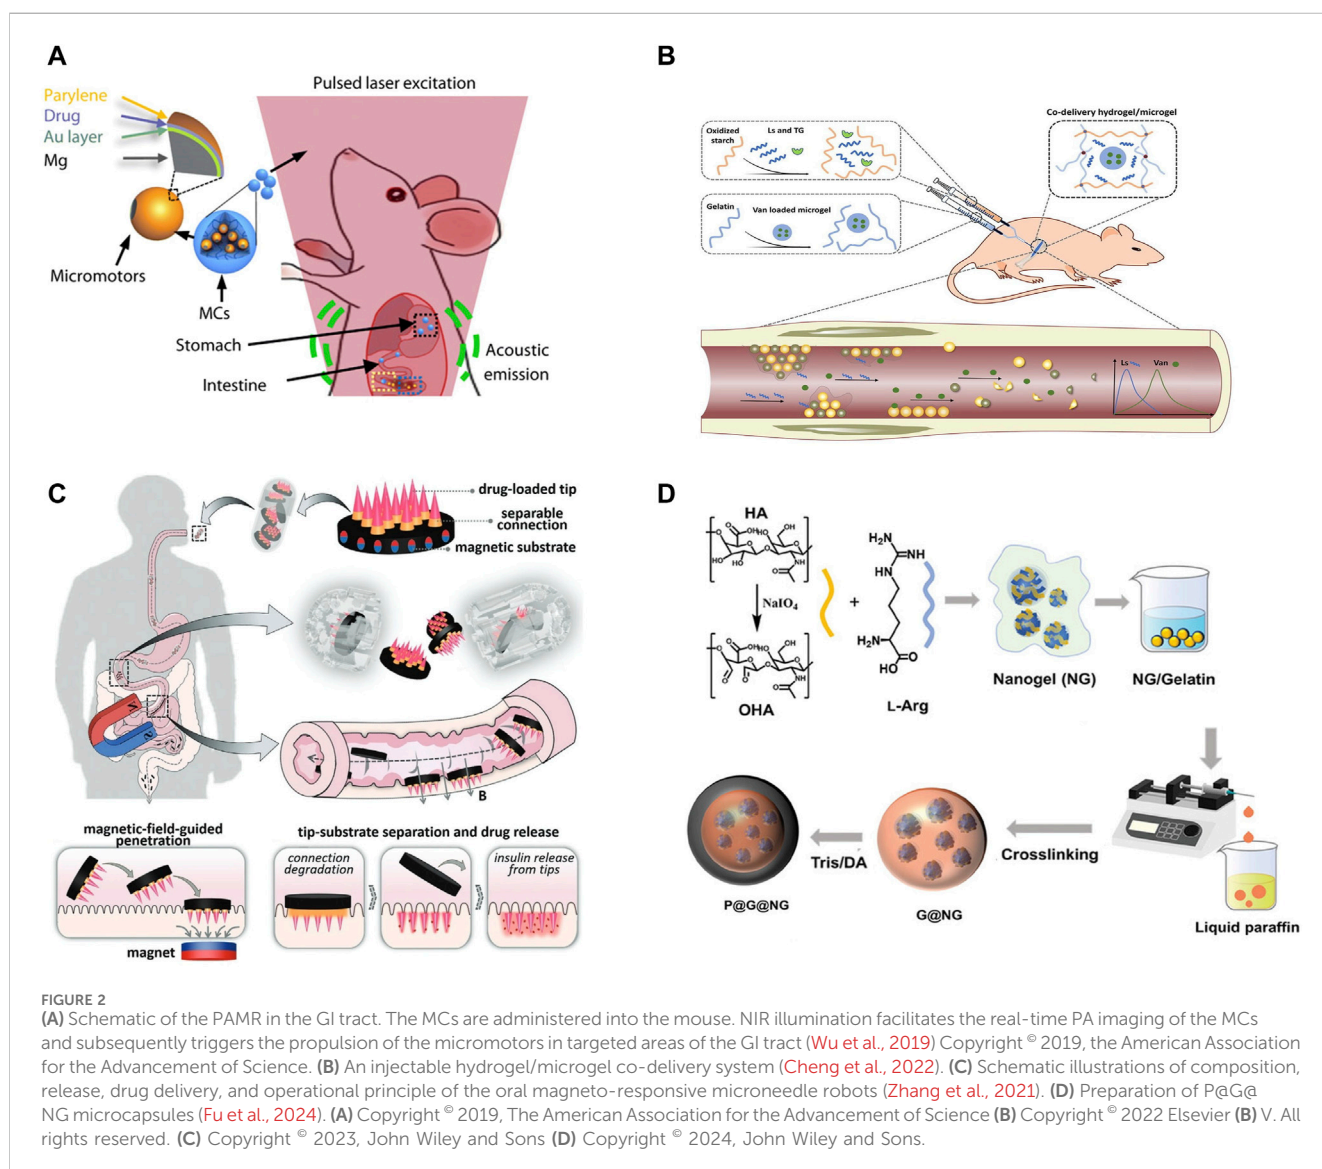 A
Pulsed laser excitation
Parylene
Drug
Au layer
Mg
Micromotors
MCs
Stomach
Intestine
Acoustic
emission
B
Oxidized
starch
Ls and TG
Gelatin
Van loaded microgel
Co-delivery hydrogel/microgel
Ls
Van
C
drug-loaded tip
separable
connection
magnetic substrate
N
S
B
magnetic-field-guided
penetration
magnet
tip-substrate separation and drug release
connection
degradation
insulin release
from tips
D
HA
NaIO4
OHA
+
L-Arg
Nanogel (NG)
NG/Gelatin
Liquid paraffin
Crosslinking
G@NG
Tris/DA
P@G@NG
FIGURE 2
(A) Schematic of the PAMR in the GI tract. The MCs are administered into the mouse. NIR illumination facilitates the real-time PA imaging of the MCs
and subsequently triggers the propulsion of the micromotors in targeted areas of the GI tract (Wu et al., 2019) Copyright © 2019, the American Association
for the Advancement of Science. (B) An injectable hydrogel/microgel co-delivery system (Cheng et al., 2022). (C) Schematic illustrations of composition,
release, drug delivery, and operational principle of the oral magneto-responsive microneedle robots (Zhang et al., 2021). (D) Preparation of P@G@
NG microcapsules (Fu et al., 2024). (A) Copyright © 2019, The American Association for the Advancement of Science (B) Copyright © 2022 Elsevier (B) V. All
rights reserved. (C) Copyright © 2023, John Wiley and Sons (D) Copyright © 2024, John Wiley and Sons.